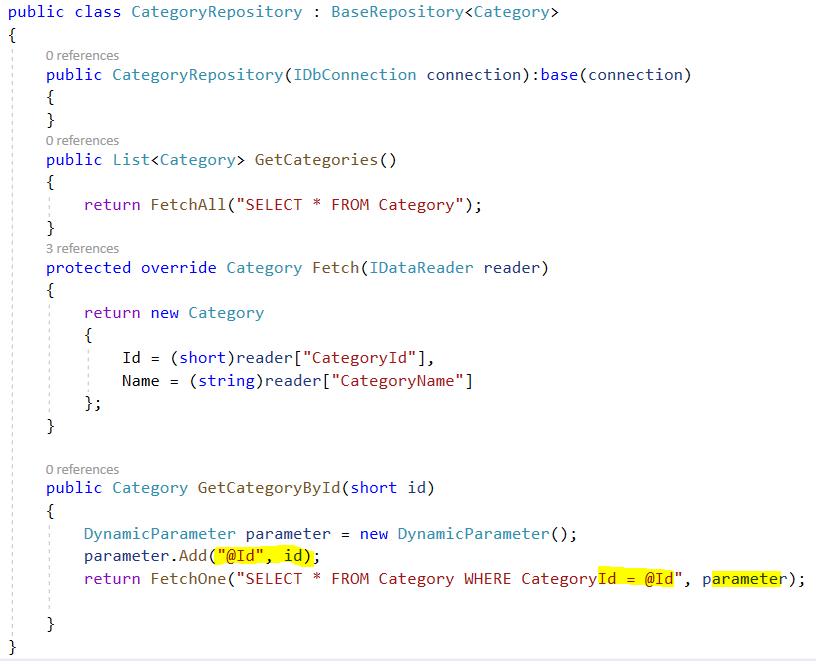 public class CategoryRepository : BaseRepository<Category>
{
0 references
public CategoryRepository(IDbConnection connection):base(connection)
{
}
0 references
public List<Category> GetCategories()
{
return FetchAll("SELECT * FROM Category");
}
3 references
protected override Category Fetch(IDataReader reader)
{
return new Category
{
Id = (short)reader["CategoryId"],
Name = (string)reader["CategoryName"]
};
}
0 references
public Category GetCategoryById(short id)
{
DynamicParameter parameter = new DynamicParameter();
parameter.Add("@Id", id);
return FetchOne("SELECT * FROM Category WHERE CategoryId = @Id", parameter);
}
}